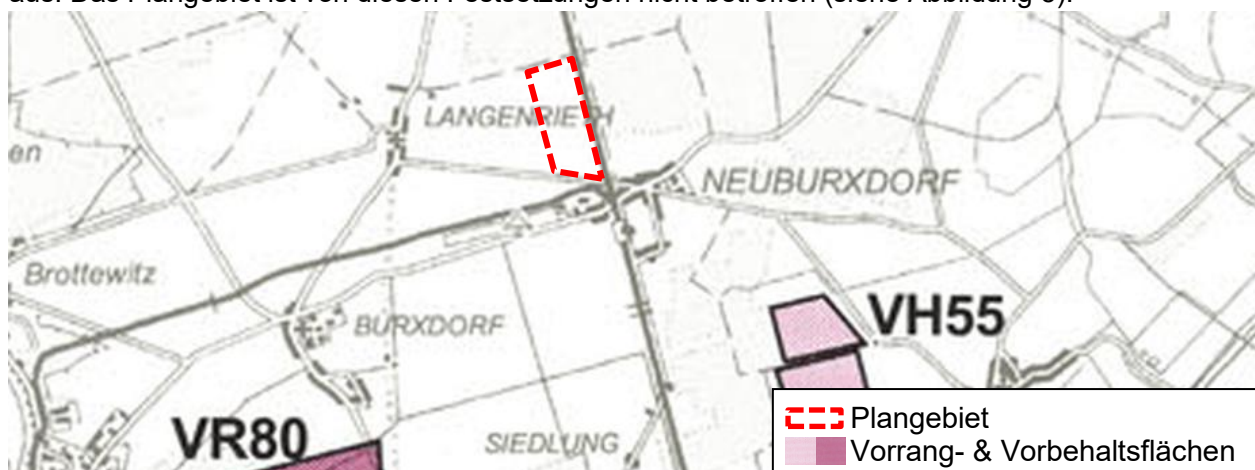 aus. Das Plangebiet ist von diesen Festsetzungen nicht betroffen (siehe Abbildung
LANGENRIETH
en
NEUBURXDORF
Brottewitz
BURXDORF
VH55
VR80
SIEDLUNG
Plangebiet
Vorrang- & Vorbehaltsflächen